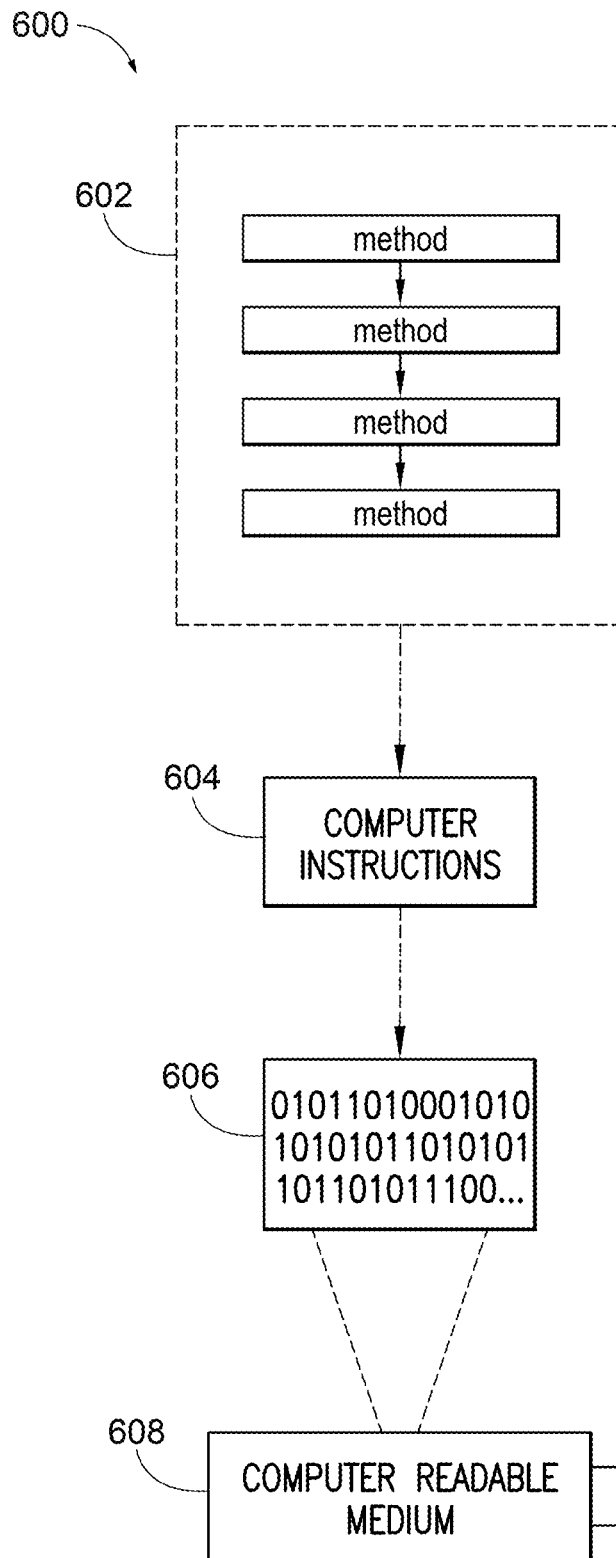 600
602
method
method
method
method
604
COMPUTER
INSTRUCTIONS
606
01011010001010
10101011010101
101101011100...
608
COMPUTER READABLE
MEDIUM